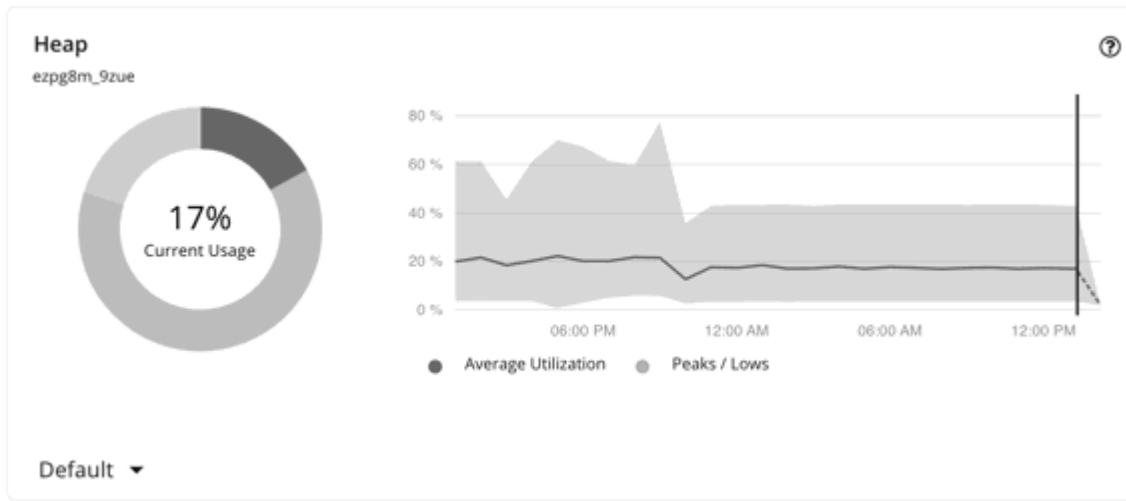 Heap
ezpg8m_9zue
17%
Current Usage
80 %
60 %
40 %
20 %
0 %
06:00 PM 12:00 AM 06:00 AM 12:00 PM
Average Utilization Peaks / Lows
Default